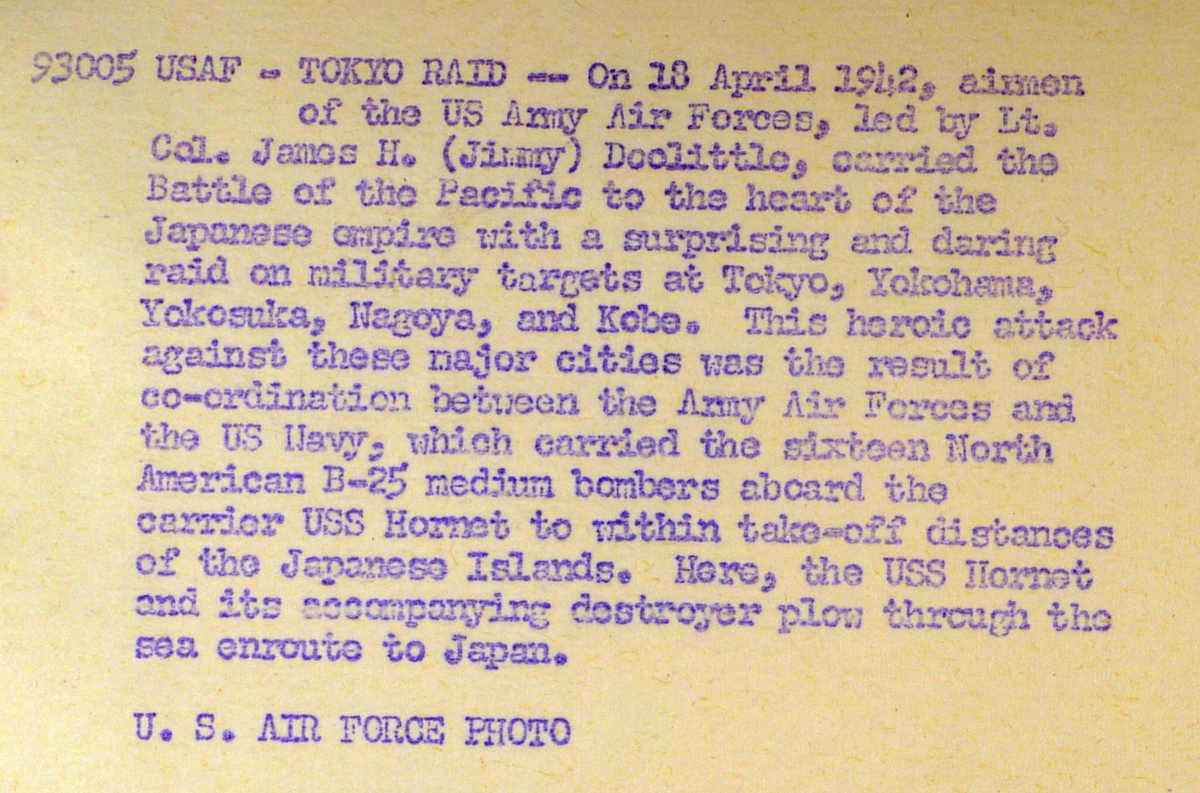 93005 USAF - TOKYO RAID -- On 18 April 1942, airmen
of the US Army Air Forces, led by Lt.
Col. James H. (Jimmy) Doolittle, carried the
Battle of the Pacific to the heart of the
Japanese empire with a surprising and daring
raid on military targets at Tokyo, Yokohama,
Yokosuka, Nagoya, and Kobe.  This heroic attack
against these major cities was the result of
co-ordination between the Army Air Forces and
the US Navy, which carried the sixteen North
American B-25 medium bombers aboard the
carrier USS Hornet to within take-off distances
of the Japanese Islands.  Here, the USS Hornet
and its accompanying destroyer plow through the
sea enroute to Japan.
U. S. AIR FORCE PHOTO